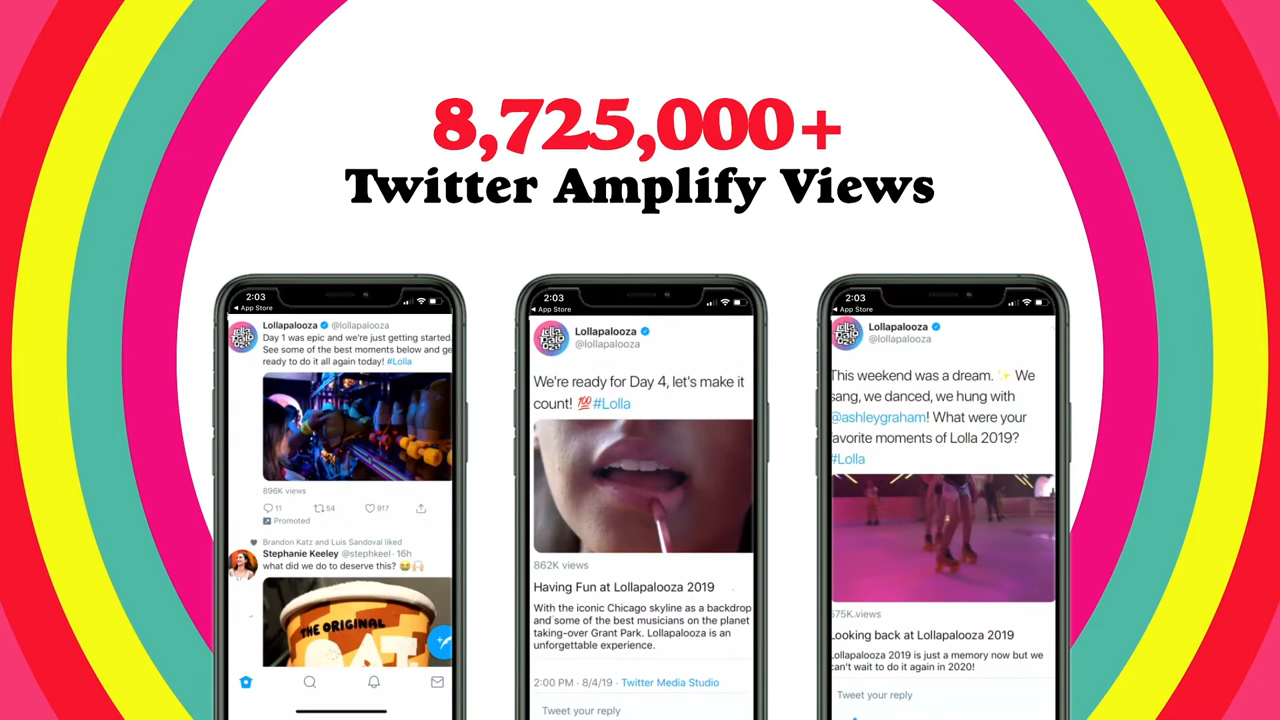 8,725,000+
Twitter Amplify Views
2:03
App Store
Lollapalooza @lollapalooza
Day 1 was epic and we're just getting started.
See some of the best moments below and ge
ready to do it all again today! #Lolla
896K views
11
54
917
Promoted
Brandon Katz and Luis Sandoval liked
Stephanie Keeley @stephkeel · 16h
what did we do to deserve this? 😭🙌
THE ORIGINAL
2:03
App Store
Lolla
palo
oza
Lollapalooza
@lollapalooza
We're ready for Day 4, let's make it
count! 💯 #Lolla
862K views
Having Fun at Lollapalooza 2019
With the iconic Chicago skyline as a backdrop
and some of the best musicians on the planet
taking-over Grant Park. Lollapalooza is an
unforgettable experience.
2:00 PM · 8/4/19 · Twitter Media Studio
Tweet your reply
2:03
App Store
Lolla
palo
oza
Lollapalooza
@lollapalooza
This weekend was a dream. ✨ We
sang, we danced, we hung with
@ashleygraham! What were your
favorite moments of Lolla 2019?
#Lolla
575K views
Looking back at Lollapalooza 2019
Lollapalooza 2019 is just a memory now but we
can't wait to do it again in 2020!
Tweet your reply